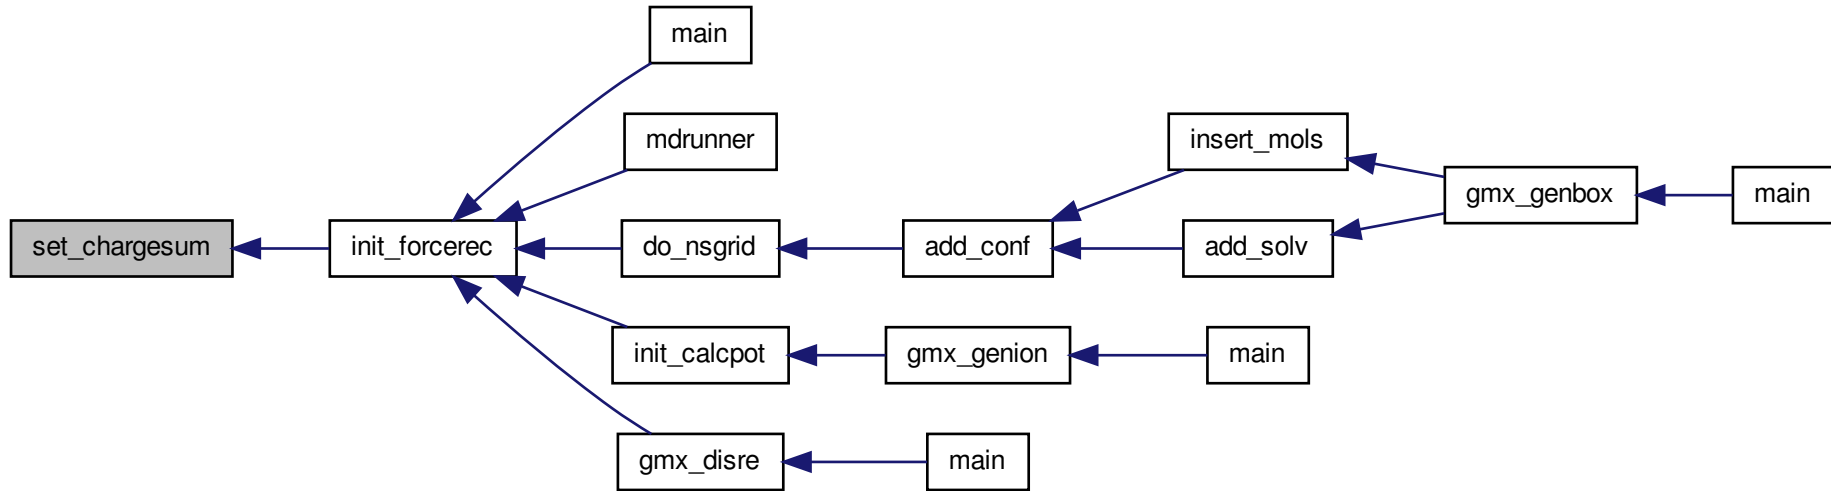 main
mdrunner
insert_mols
gmx_genbox
main
set_chargesum
init_forcerec
do_nsgrid
add_conf
add_solv
init_calcpot
gmx_genion
main
gmx_disre
main